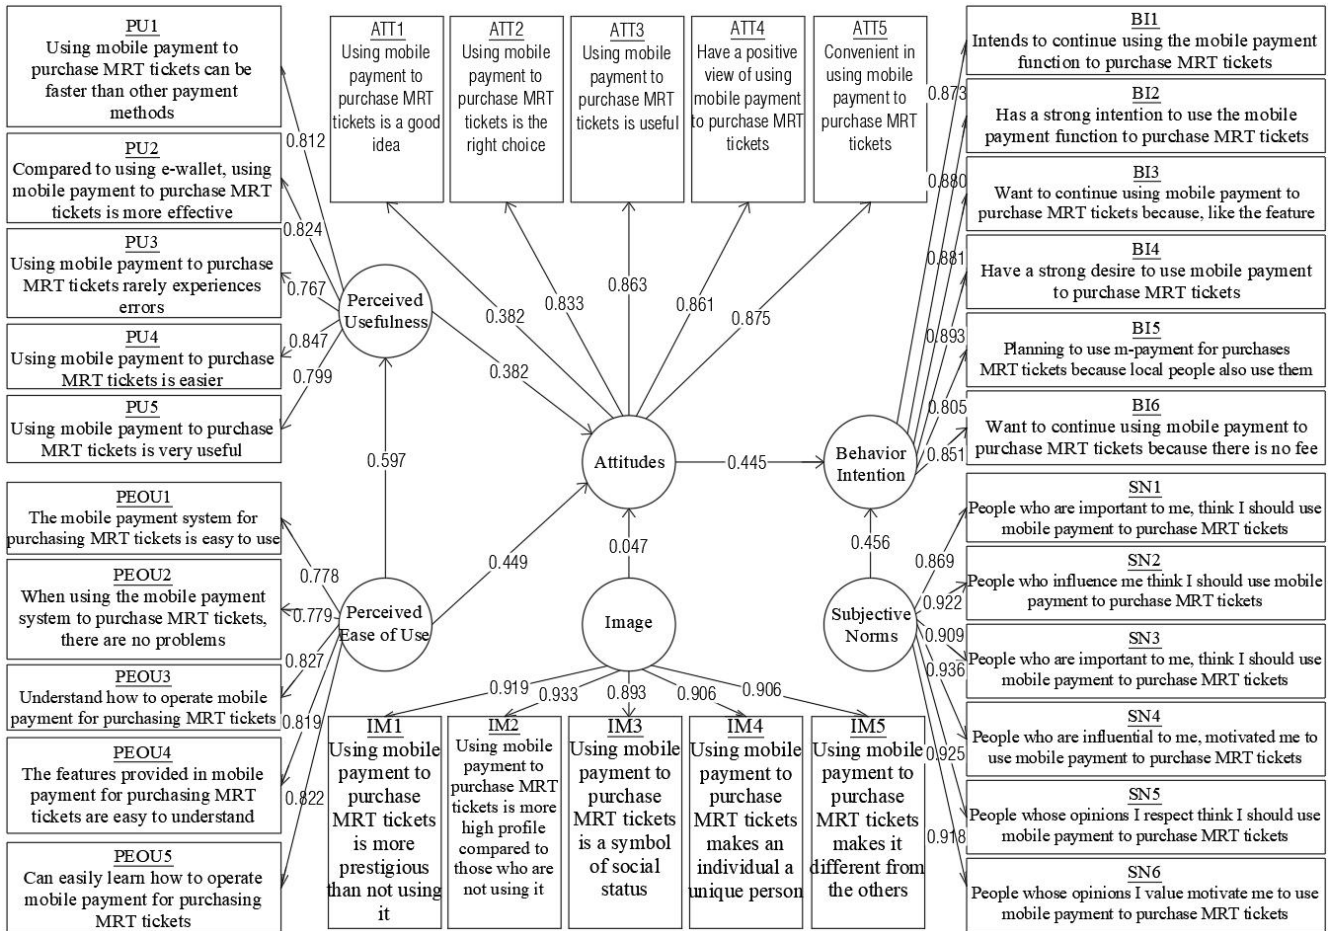 PU1
Using mobile payment to
purchase MRT tickets can be
faster than other payment
methods
PU2
Compared to using e-wallet, using
mobile payment to purchase MRT
tickets is more effective
PU3
Using mobile payment to purchase
MRT tickets rarely experiences
errors
PU4
Using mobile payment to purchase
MRT tickets is easier
PU5
Using mobile payment to purchase
MRT tickets is very useful
PEOU1
The mobile payment system for
purchasing MRT tickets is easy to use
PEOU2
When using the mobile payment
system to purchase MRT tickets,
there are no problems
PEOU3
Understand how to operate mobile
payment for purchasing MRT tickets
PEOU4
The features provided in mobile
payment for purchasing MRT
tickets are easy to understand
PEOU5
Can easily learn how to operate
mobile payment for purchasing
MRT tickets
0.812
0.824
0.767
0.847
0.799
0.778
0.779
0.827
0.819
0.822
ATT1
Using mobile
payment to
purchase MRT
tickets is a good
idea
ATT2
Using mobile
payment to
purchase MRT
tickets is the
right choice
ATT3
Using mobile
payment to
purchase MRT
tickets is useful
ATT4
Have a positive
view of using
mobile payment
to purchase MRT
tickets
ATT5
Convenient in
using mobile
payment to
purchase MRT
tickets
0.382
0.833
0.863
0.861
0.875
Perceived
Usefulness
0.382
0.597
Attitudes
0.445
Behavior
Intention
0.449
0.047
0.456
Perceived
Ease of Use
Image
Subjective
Norms
0.919
0.933
0.893
0.906
0.906
IM1
Using mobile
payment to
purchase
MRT tickets
is more
prestigious
than not using
it
IM2
Using mobile
payment to
purchase MRT
tickets is more
high profile
compared to
those who are
not using it
IM3
Using mobile
payment to
purchase
MRT tickets
is a symbol
of social
status
IM4
Using mobile
payment to
purchase
MRT tickets
makes an
individual a
unique person
IM5
Using mobile
payment to
purchase
MRT tickets
makes it
different from
the others
0.873
0.880
0.881
0.893
0.805
0.851
0.869
0.922
0.909
0.936
0.925
0.918
BI1
Intends to continue using the mobile payment
function to purchase MRT tickets
BI2
Has a strong intention to use the mobile
payment function to purchase MRT tickets
BI3
Want to continue using mobile payment to
purchase MRT tickets because, like the feature
BI4
Have a strong desire to use mobile payment
to purchase MRT tickets
BI5
Planning to use m-payment for purchases
MRT tickets because local people also use them
BI6
Want to continue using mobile payment to
purchase MRT tickets because there is no fee
SN1
People who are important to me, think I should use
mobile payment to purchase MRT tickets
SN2
People who influence me think I should use mobile
payment to purchase MRT tickets
SN3
People who are important to me, think I should use
mobile payment to purchase MRT tickets
SN4
People who are influential to me, motivated me to
use mobile payment to purchase MRT tickets
SN5
People whose opinions I respect think I should use
mobile payment to purchase MRT tickets
SN6
People whose opinions I value motivate me to use
mobile payment to purchase MRT tickets